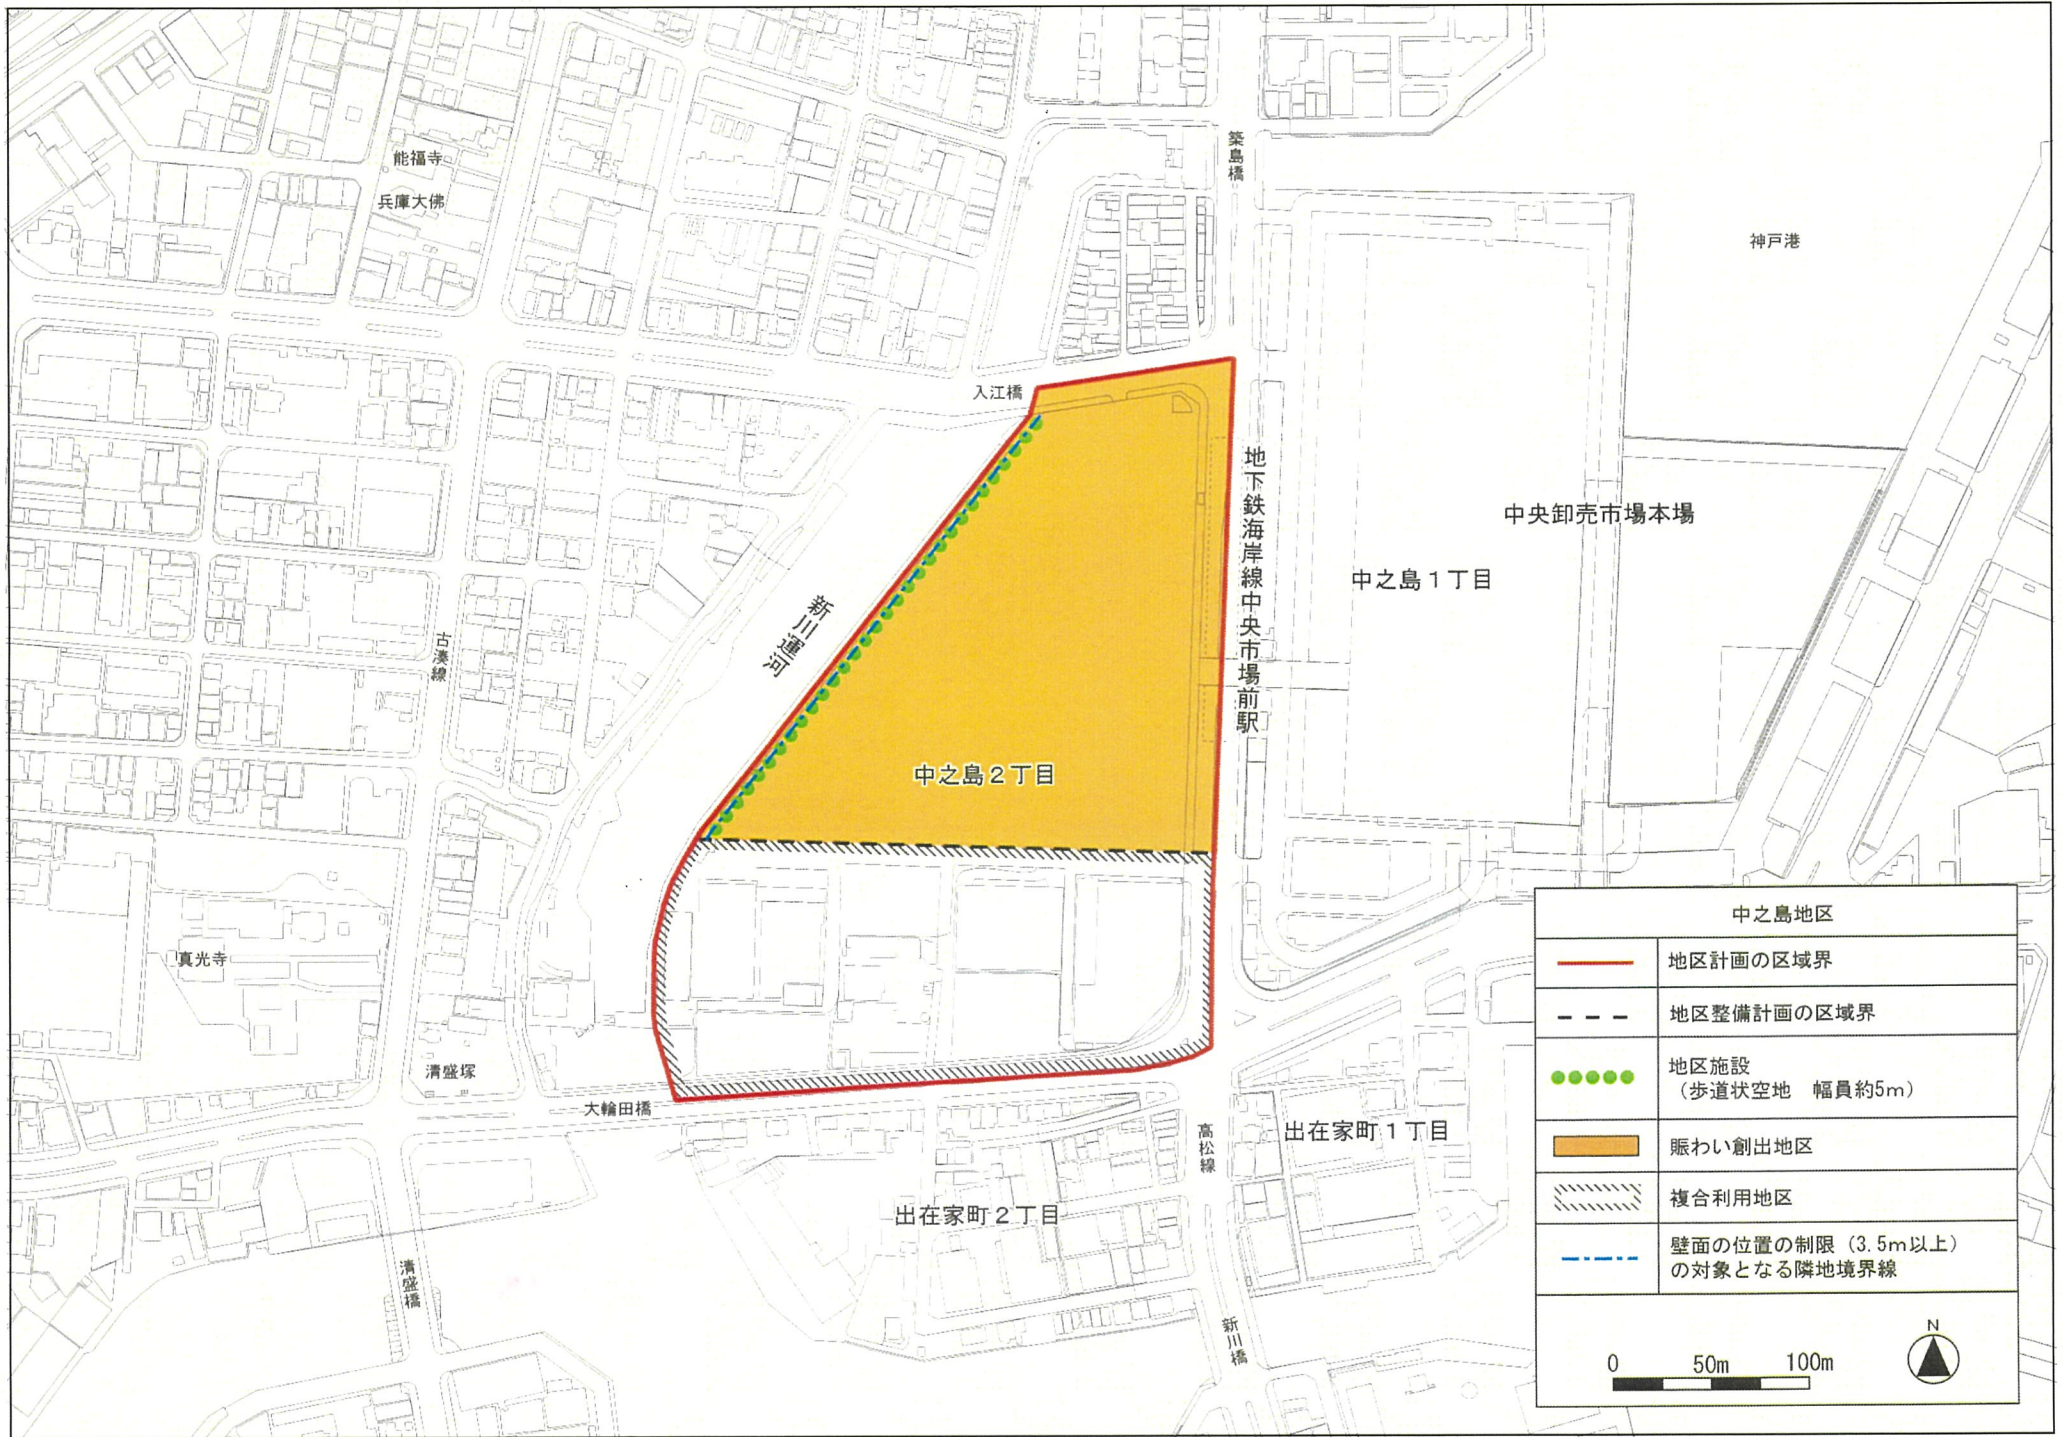 能福寺
兵庫大佛
築島橋
神戸港
入江橋
地下鉄海岸線中央市場前駅
中央卸売市場本場
中之島1丁目
新川運河
古湊線
中之島2丁目
真光寺
清盛塚
大輪田橋
高松線
出在家町1丁目
出在家町2丁目
清盛橋
新川橋
中之島地区
地区計画の区域界
地区整備計画の区域界
地区施設
(歩道状空地 幅員約5m)
賑わい創出地区
複合利用地区
壁面の位置の制限(3.5m以上)
の対象となる隣地境界線
0 50m 100m
N